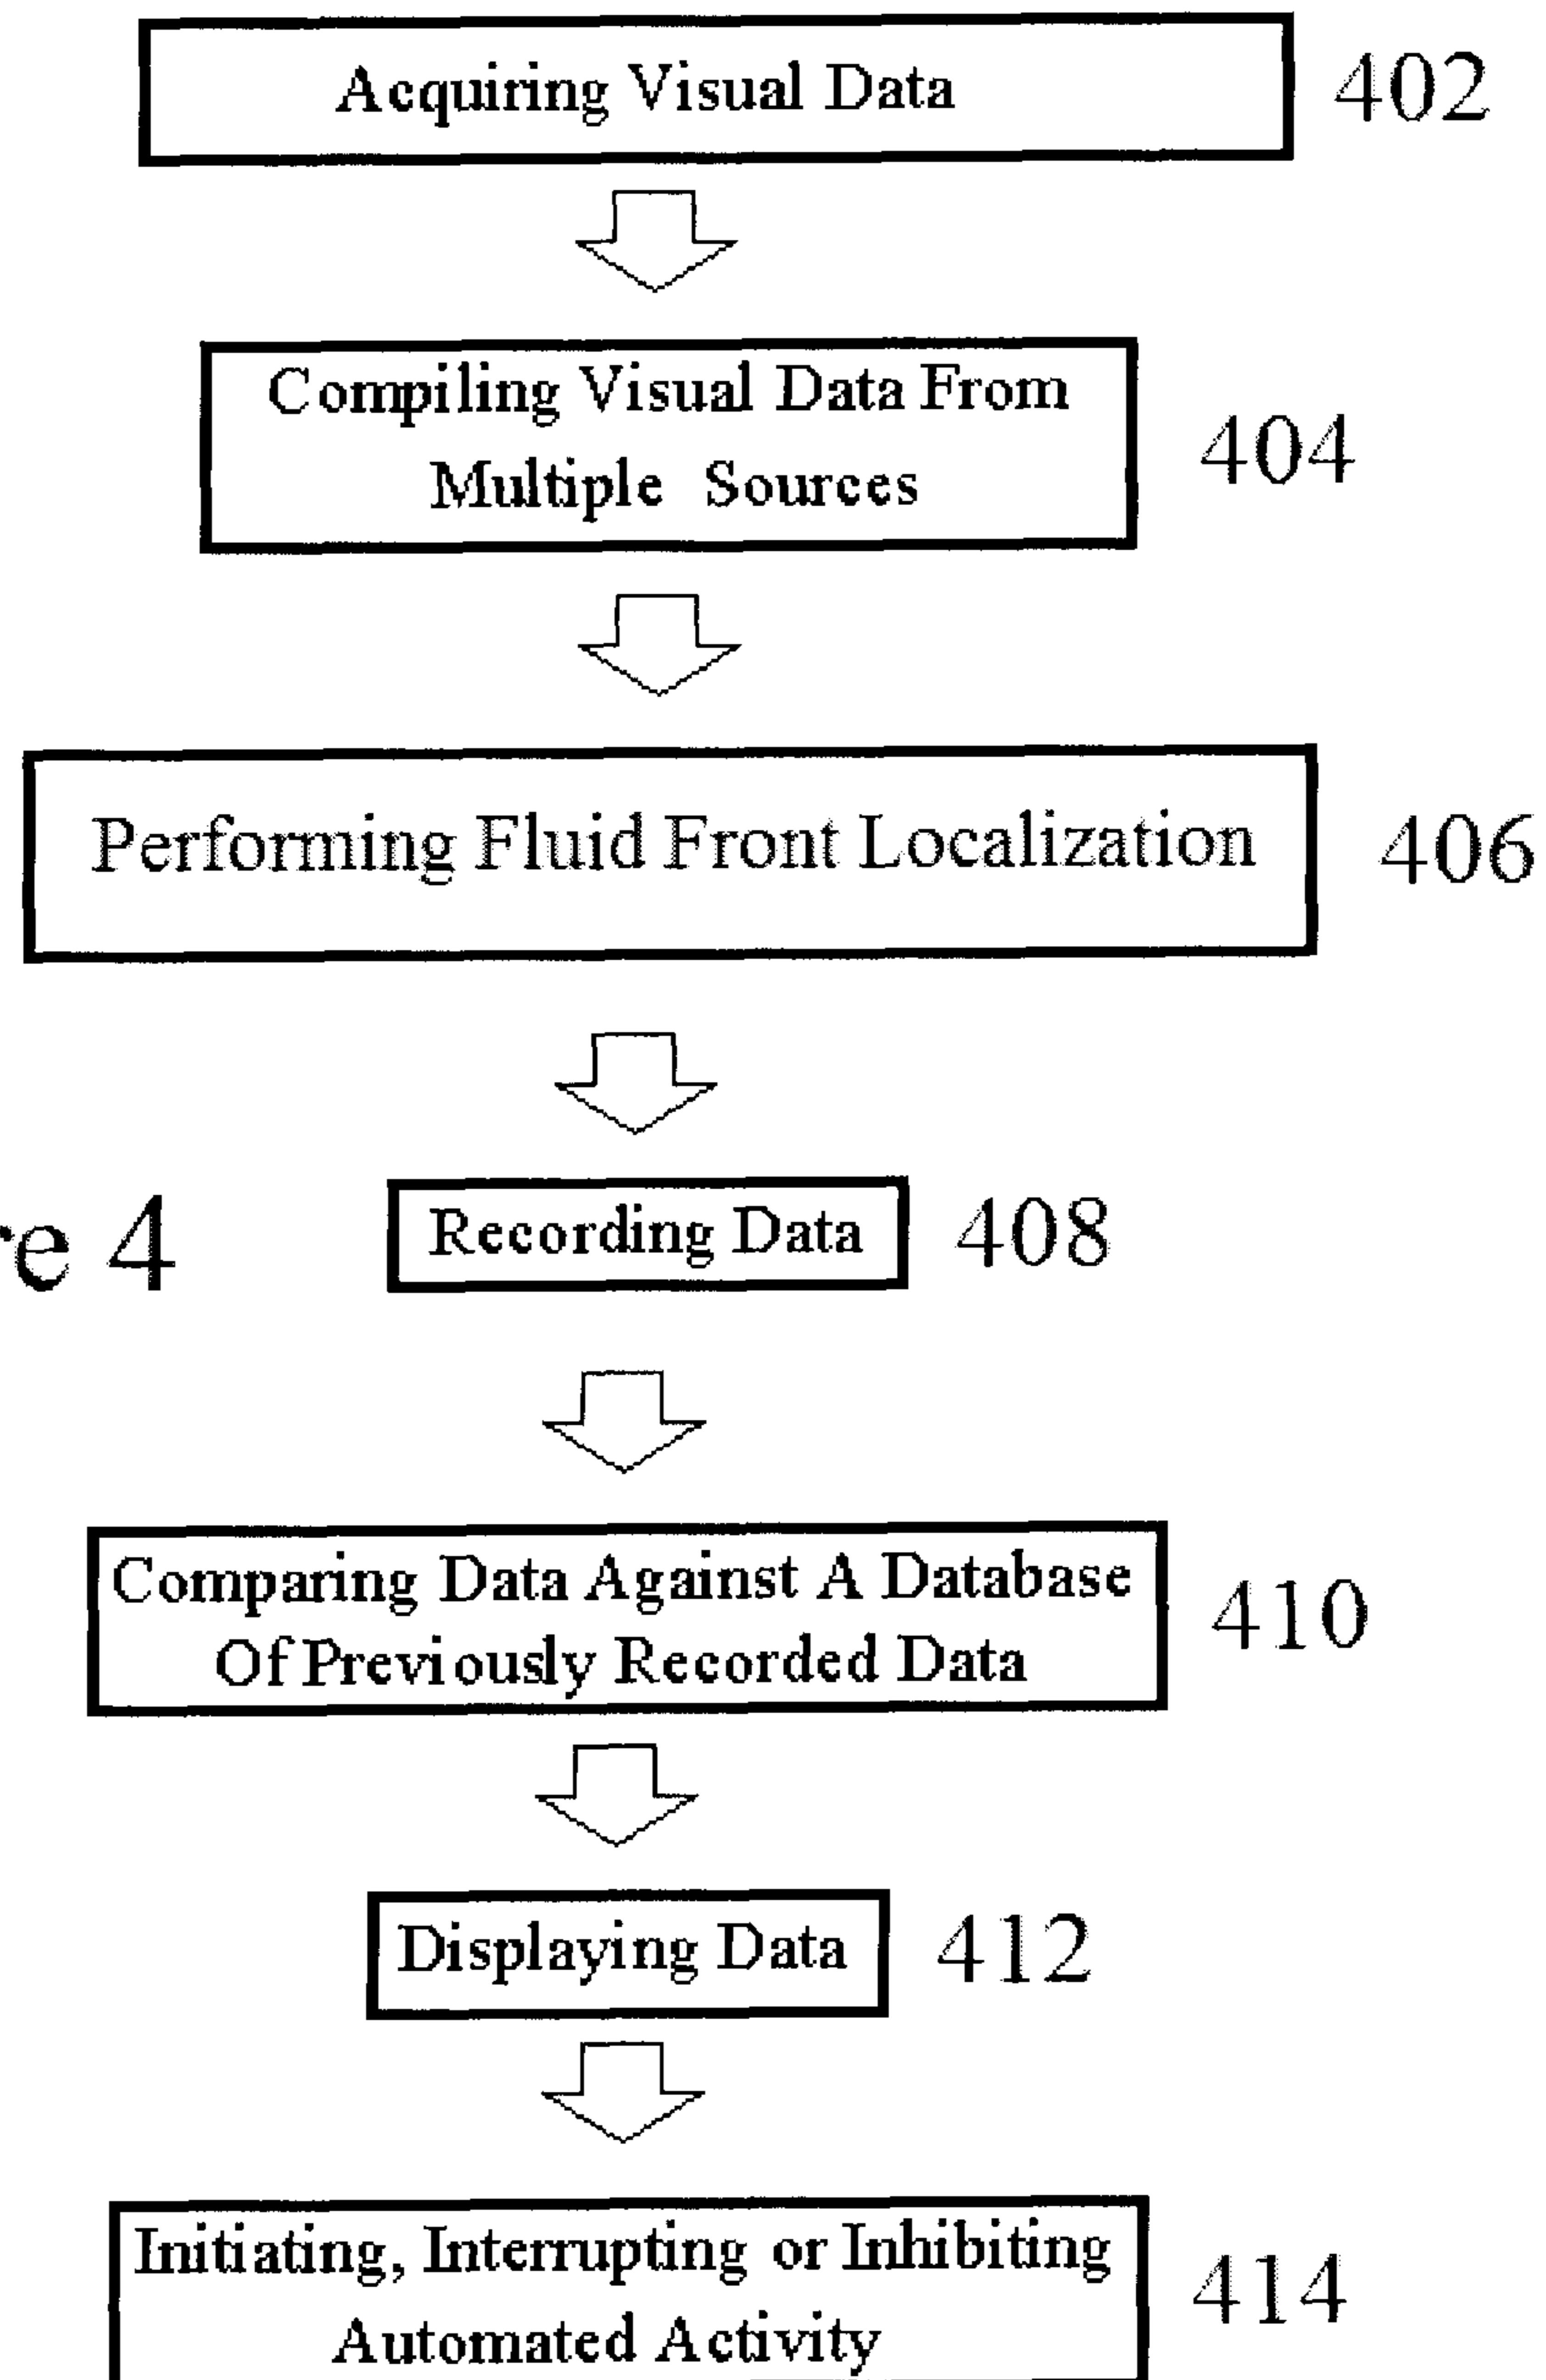 Acquiring Visual Data 402
Compiling Visual Data From
Multiple Sources
404
Performing Fluid Front Localization 406
re 4
Recording Data 408
Comparing Data Against A Database
Of Previously Recorded Data
410
Displaying Data 412
Initiating, Interrupting or Inhibiting
Automated Activity
414